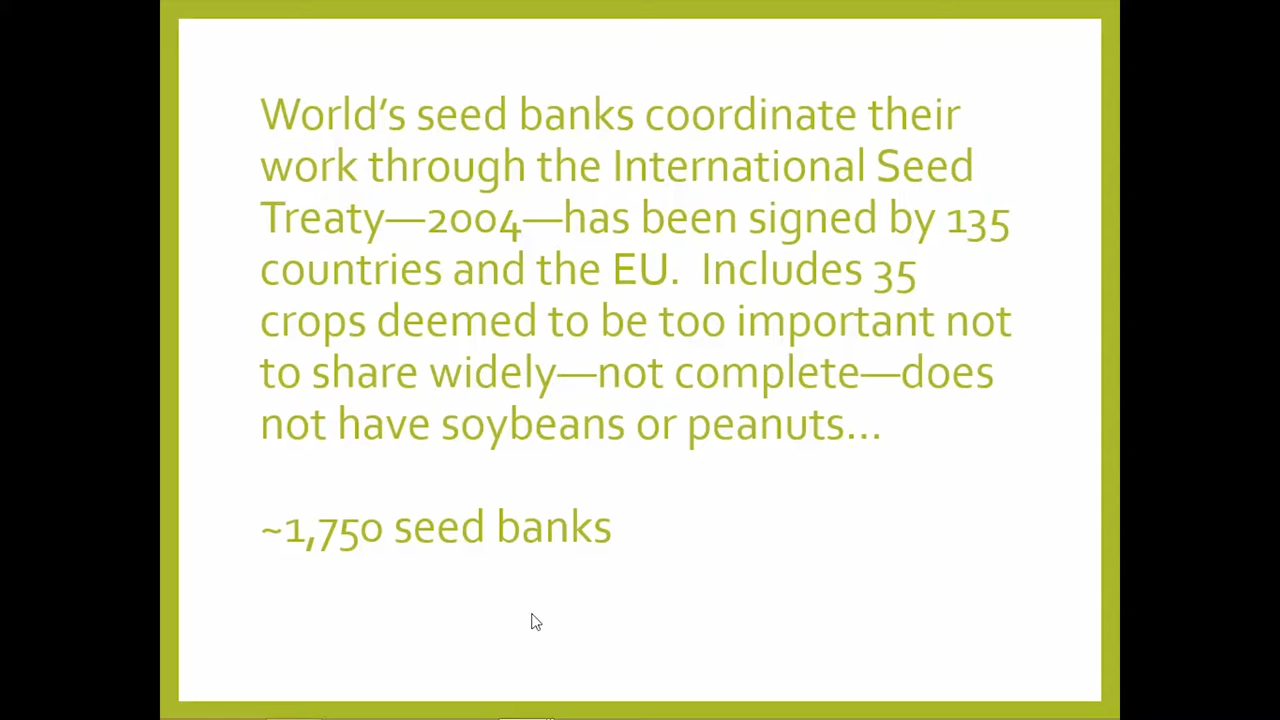 World’s seed banks coordinate their
work through the International Seed
Treaty—2004—has been signed by 135
countries and the EU.  Includes 35
crops deemed to be too important not
to share widely—not complete—does
not have soybeans or peanuts…
~1,750 seed banks